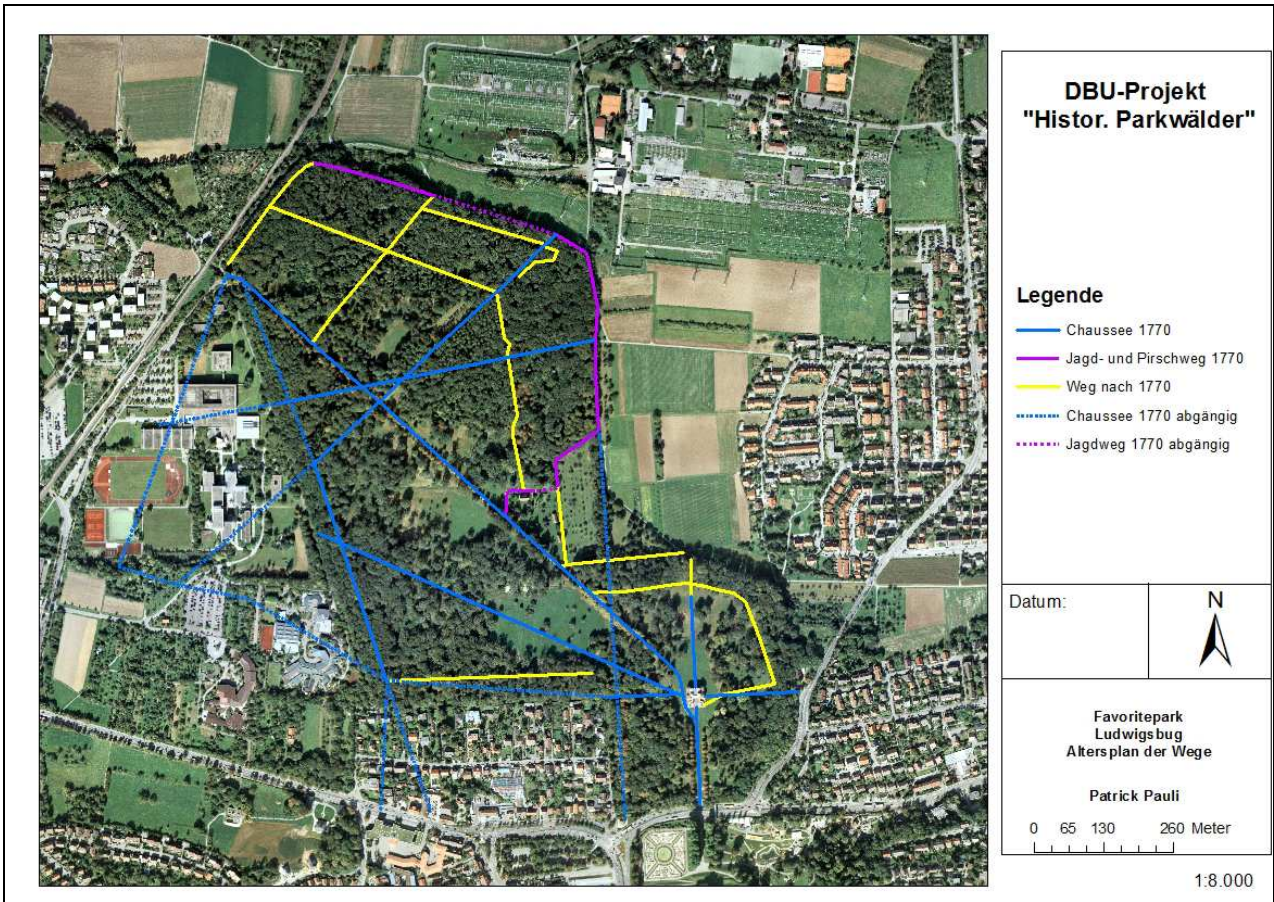 DBU-Projekt
"Histor. Parkwälder"
Legende
Chaussee 1770
Jagd- und Pirschweg 1770
Weg nach 1770
Chaussee 1770 abgängig
Jagdweg 1770 abgängig
Datum:
N
Favoritepark
Ludwigsbug
Altersplan der Wege
Patrick Pauli
0 65 130 260 Meter
1:8.000